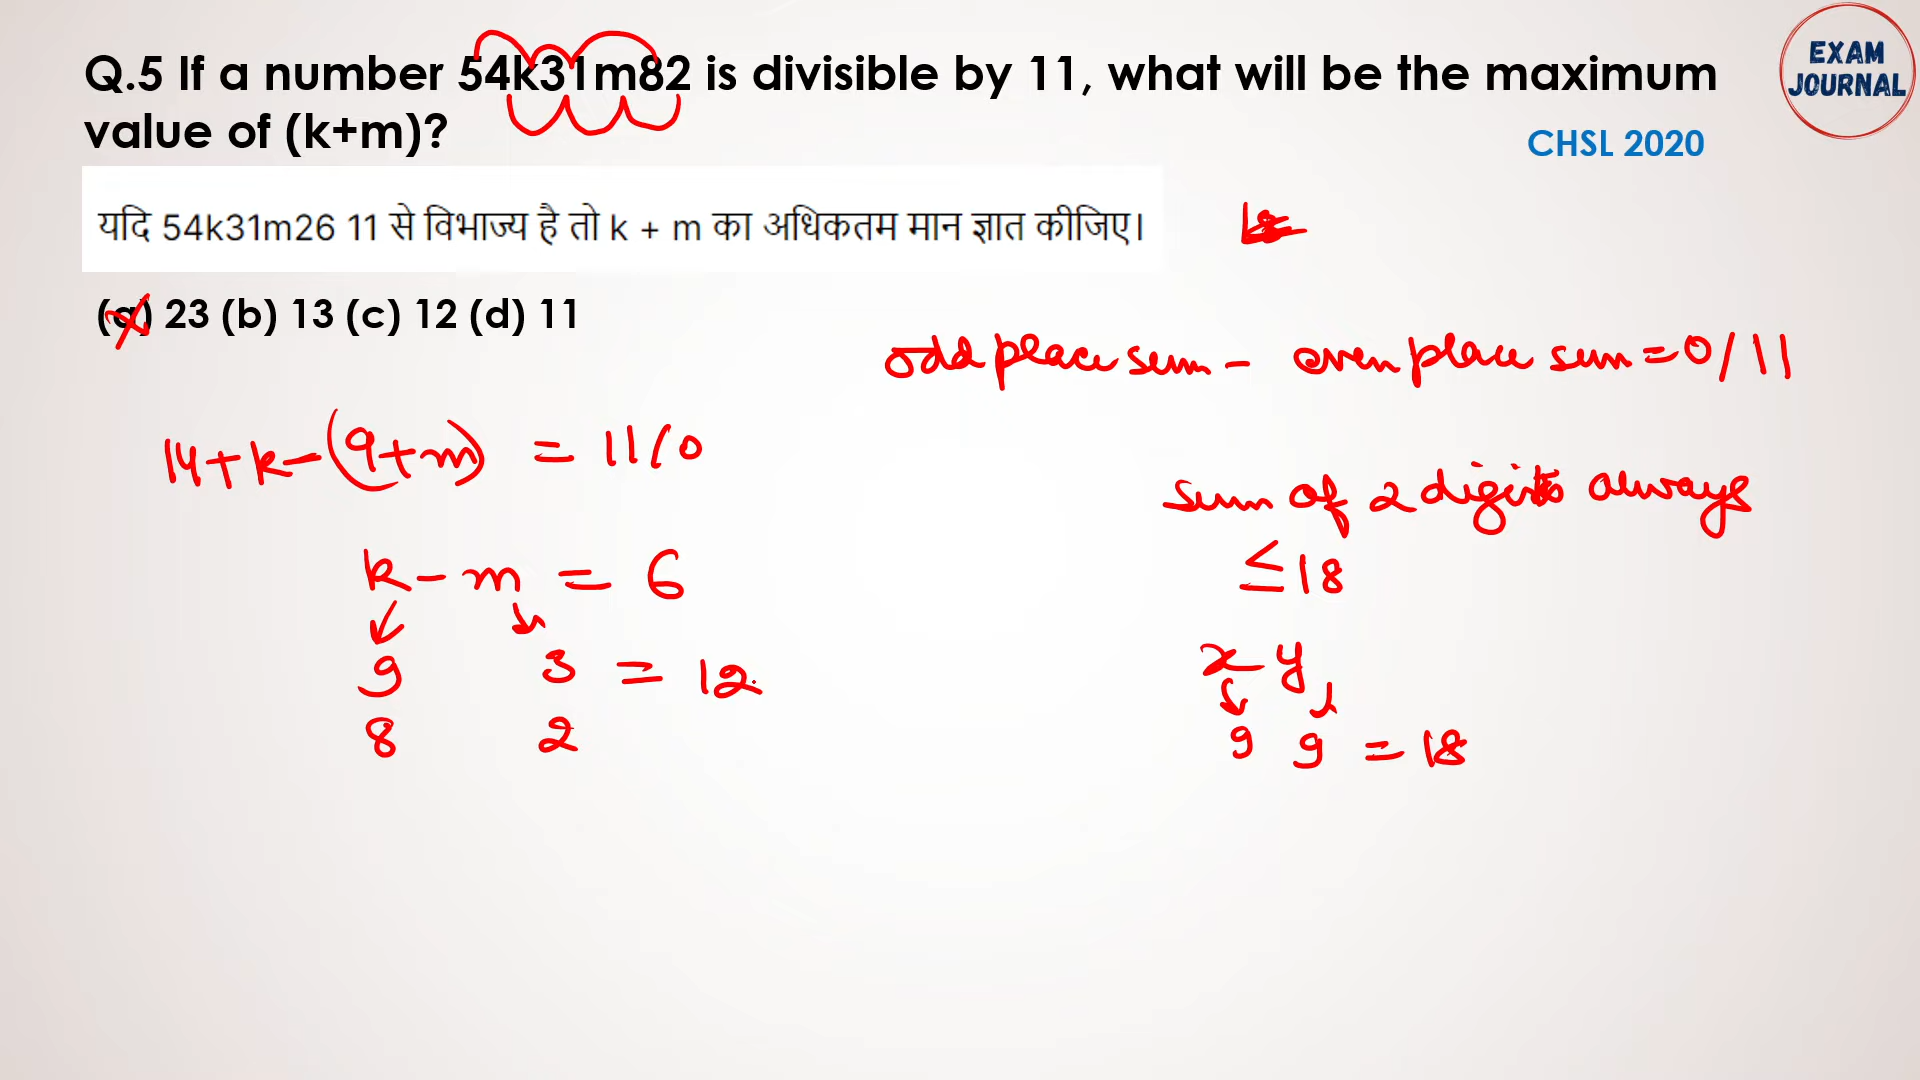 Q.5 If a number 54k31m82 is divisible by 11, what will be the maximum
value of (k+m)?
CHSL 2020
EXAM
JOURNAL
यदि 54k31m26 11 से विभाज्य है तो k + m का अधिकतम मान ज्ञात कीजिए।
(a) 23 (b) 13 (c) 12 (d) 11
odd place sum - even place sum = 0/11
14+k-(9+m) = 11/0
sum of 2 digits always
≤18
k - m = 6
x y
9 3 = 12
9 9 = 18
8 2